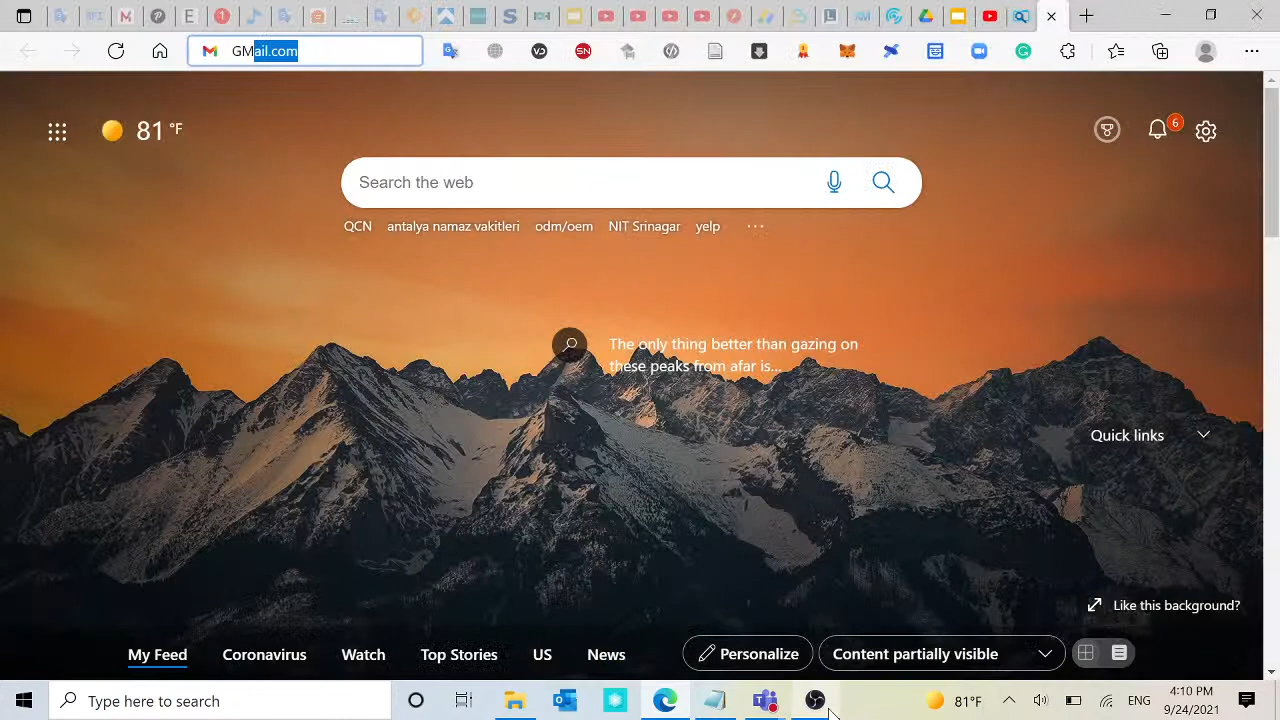 GMail.com
81 °F
6
Search the web
QCN antalya namaz vakitleri odm/oem NIT Srinagar yelp ...
The only thing better than gazing on
these peaks from afar is...
Quick links
Like this background?
My Feed Coronavirus Watch Top Stories US News Personalize Content partially visible
Type here to search
81°F ENG 4:10 PM
9/24/2021